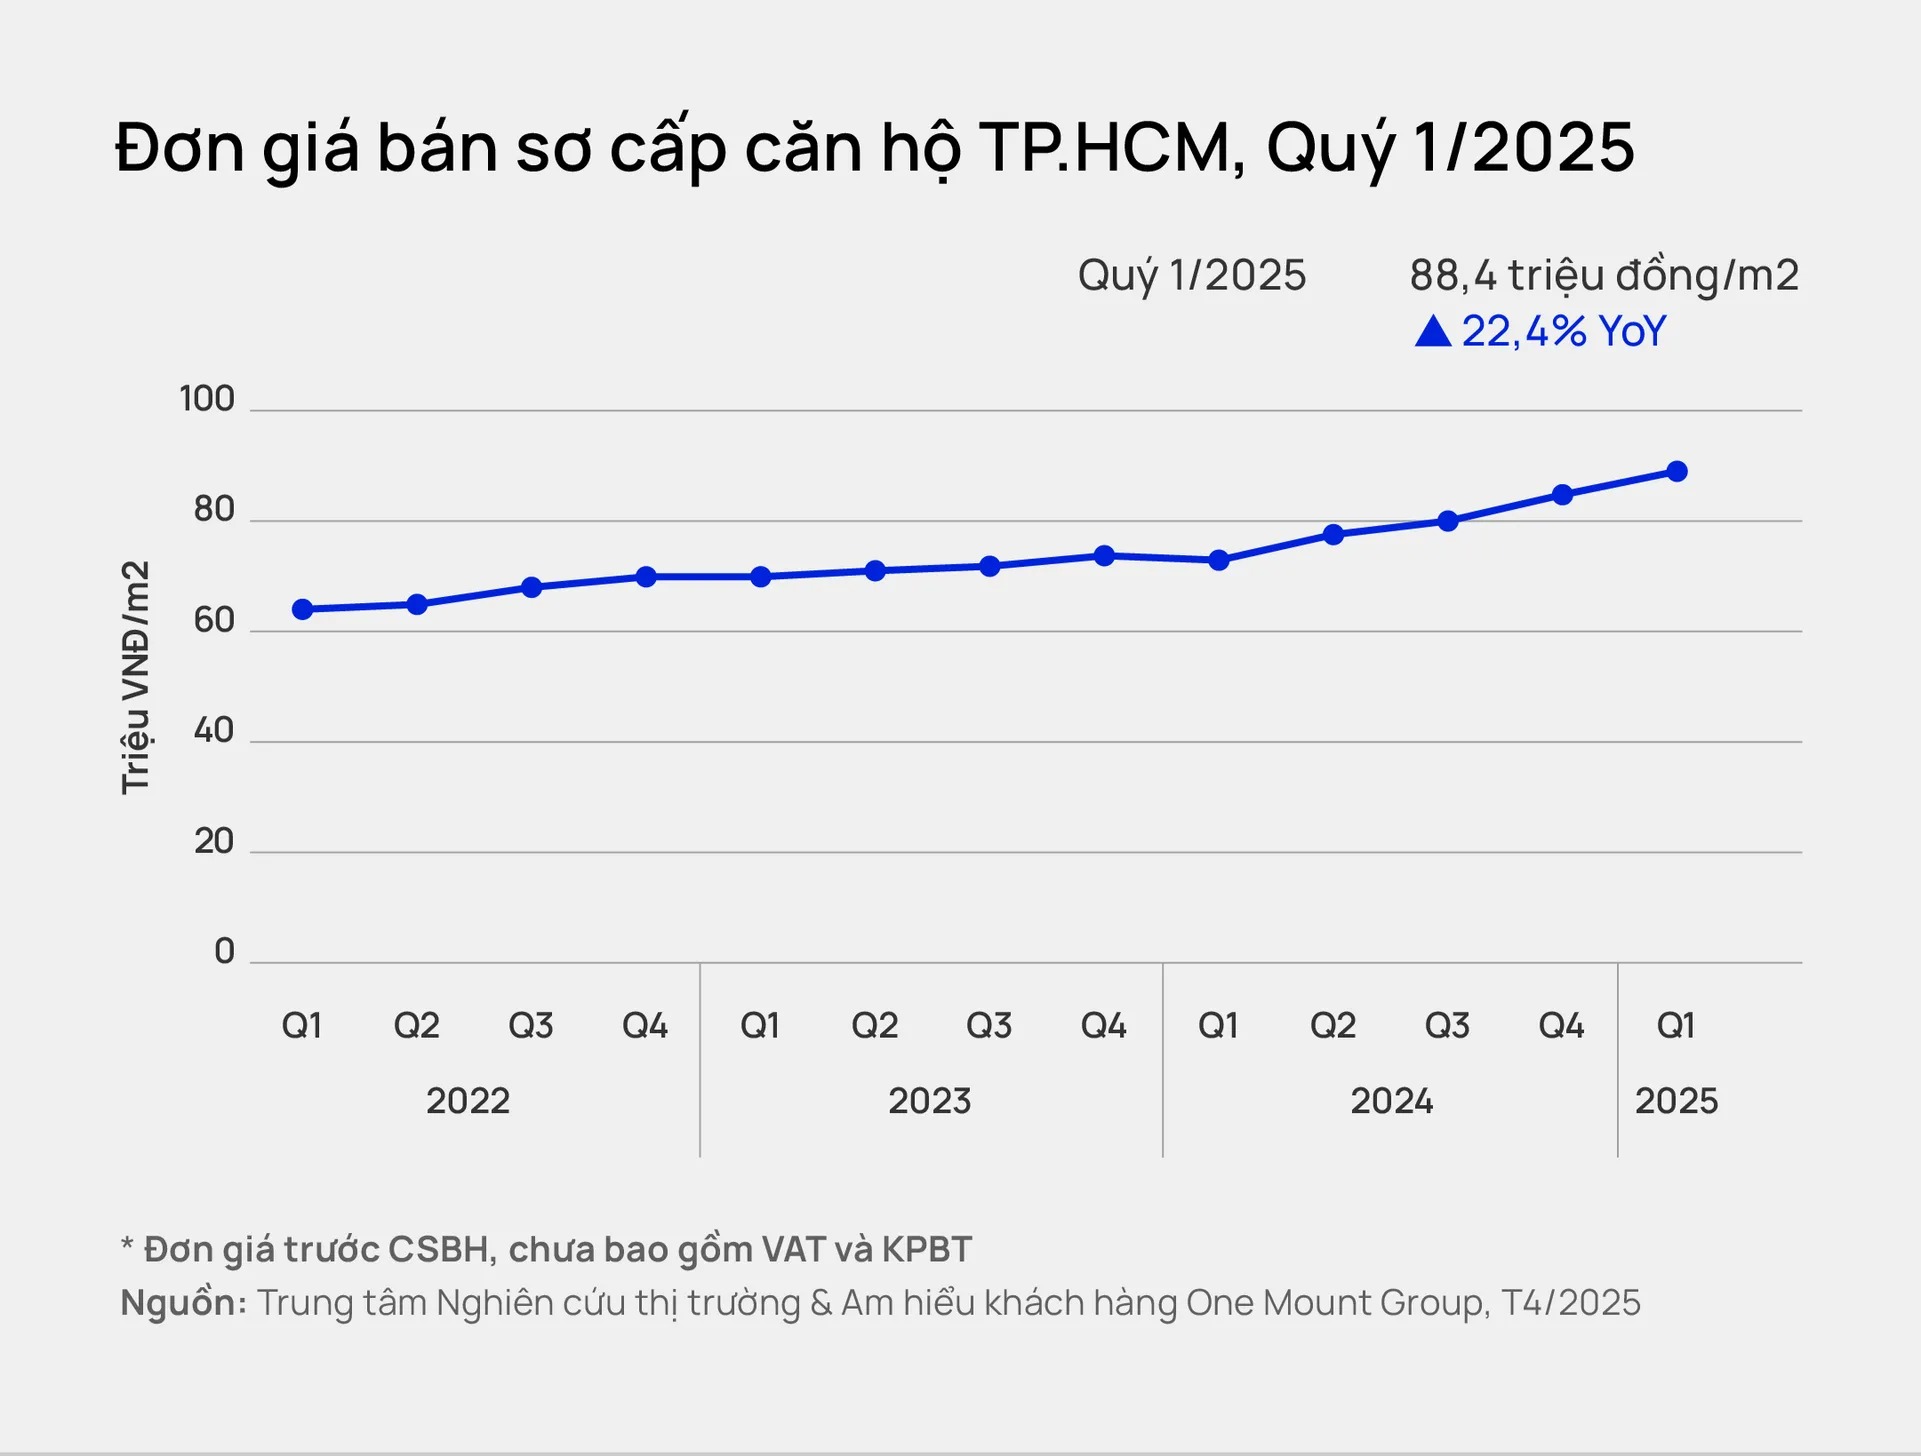 Đơn giá bán sơ cấp căn hộ TP.HCM, Quý 1/2025
Quý 1/2025 88,4 triệu đồng/m2
▲ 22,4% YoY
Triệu VNĐ/m2
100
80
60
40
20
0
Q1 Q2 Q3 Q4 Q1 Q2 Q3 Q4 Q1 Q2 Q3 Q4 Q1
2022 2023 2024 2025
* Đơn giá trước CSBH, chưa bao gồm VAT và KPBT
Nguồn: Trung tâm Nghiên cứu thị trường & Am hiểu khách hàng One Mount Group, T4/2025